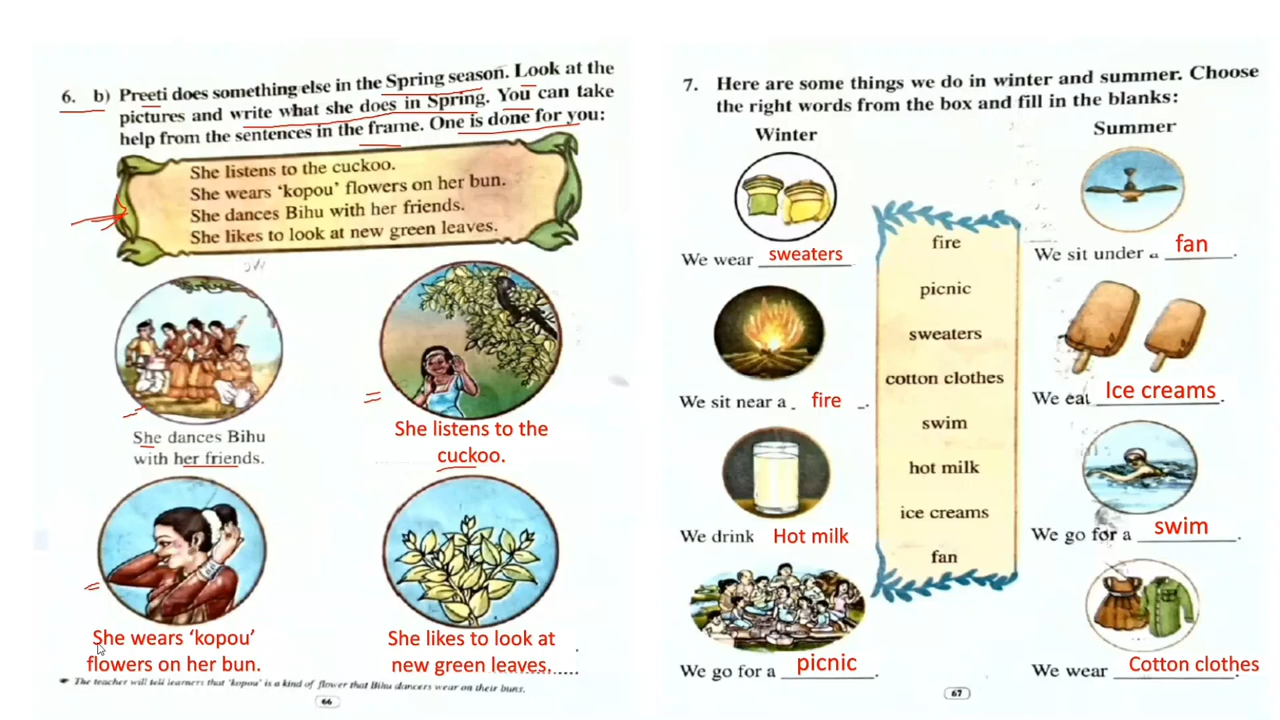 6. b) Preeti does something else in the Spring season. Look at the
pictures and write what she does in Spring. You can take
help from the sentences in the frame. One is done for you:
She listens to the cuckoo.
She wears ‘kopou’ flowers on her bun.
She dances Bihu with her friends.
She likes to look at new green leaves.
She dances Bihu
with her friends.
She listens to the
cuckoo.
She wears ‘kopou’
flowers on her bun.
She likes to look at
new green leaves.....
☛ The teacher will tell learners that ‘kopou’ is a kind of flower that Bihu dancers wear on their buns.
66
7. Here are some things we do in winter and summer. Choose
the right words from the box and fill in the blanks:
Winter
We wear sweaters
We sit near a fire .
We drink Hot milk
We go for a picnic .
fire
picnic
sweaters
cotton clothes
swim
hot milk
ice creams
fan
Summer
We sit under a fan .
We eat Ice creams .
We go for a swim .
We wear Cotton clothes
67